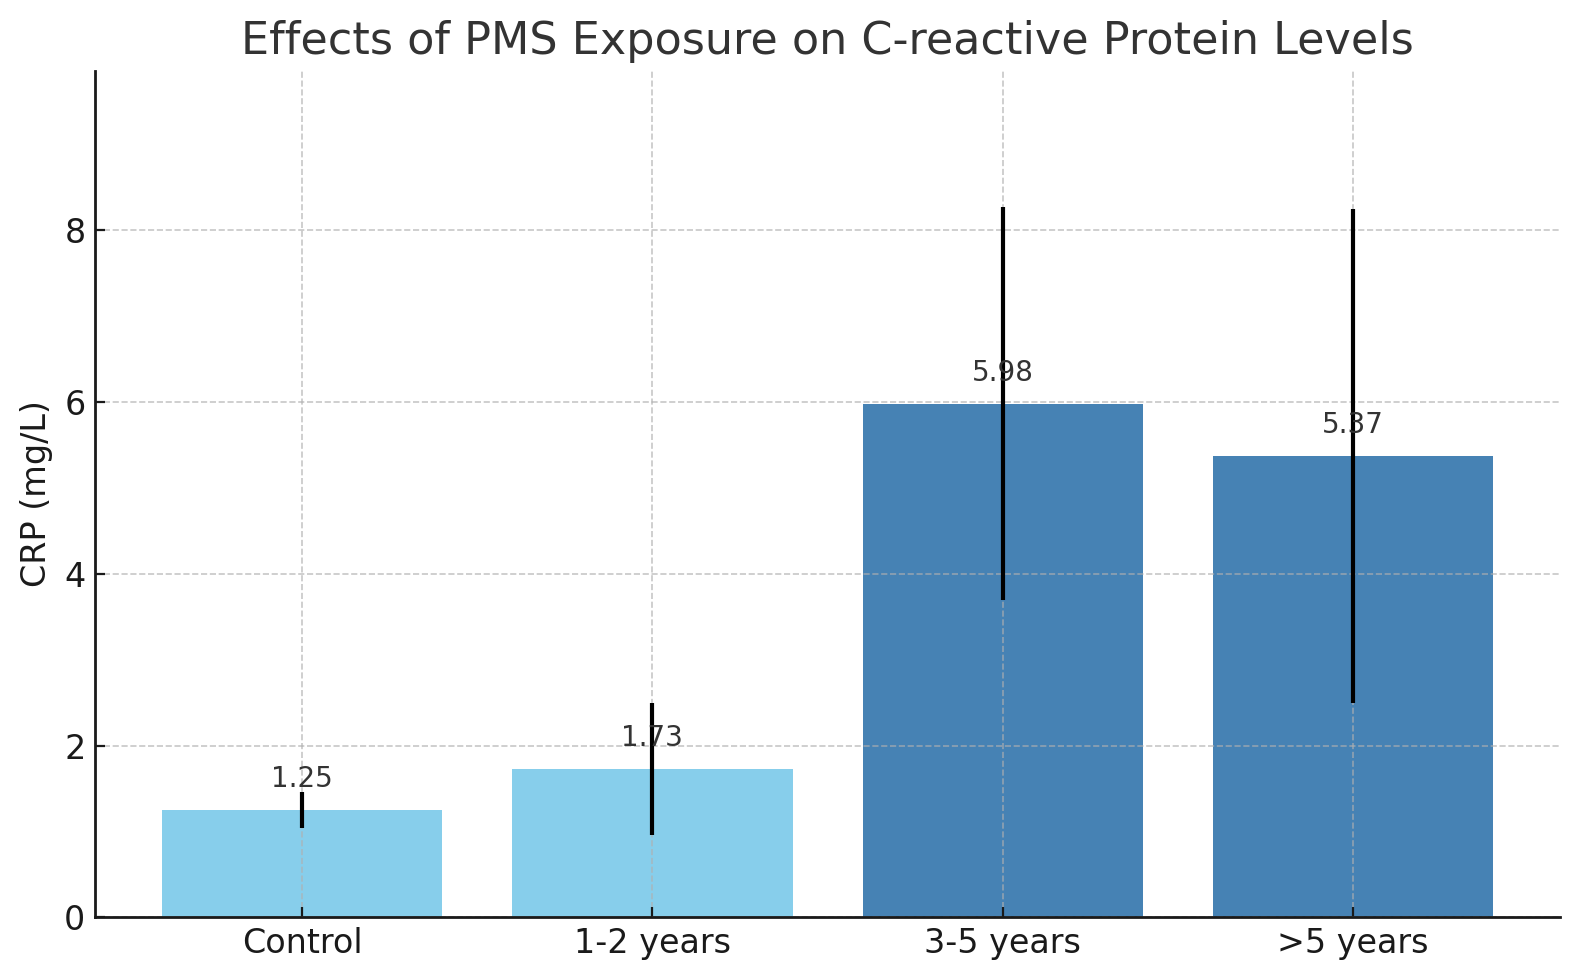 Effects of PMS Exposure on C-reactive Protein Levels
CRP (mg/L)
8
6
4
2
0
1.25
1.73
5.98
5.37
Control
1-2 years
3-5 years
>5 years